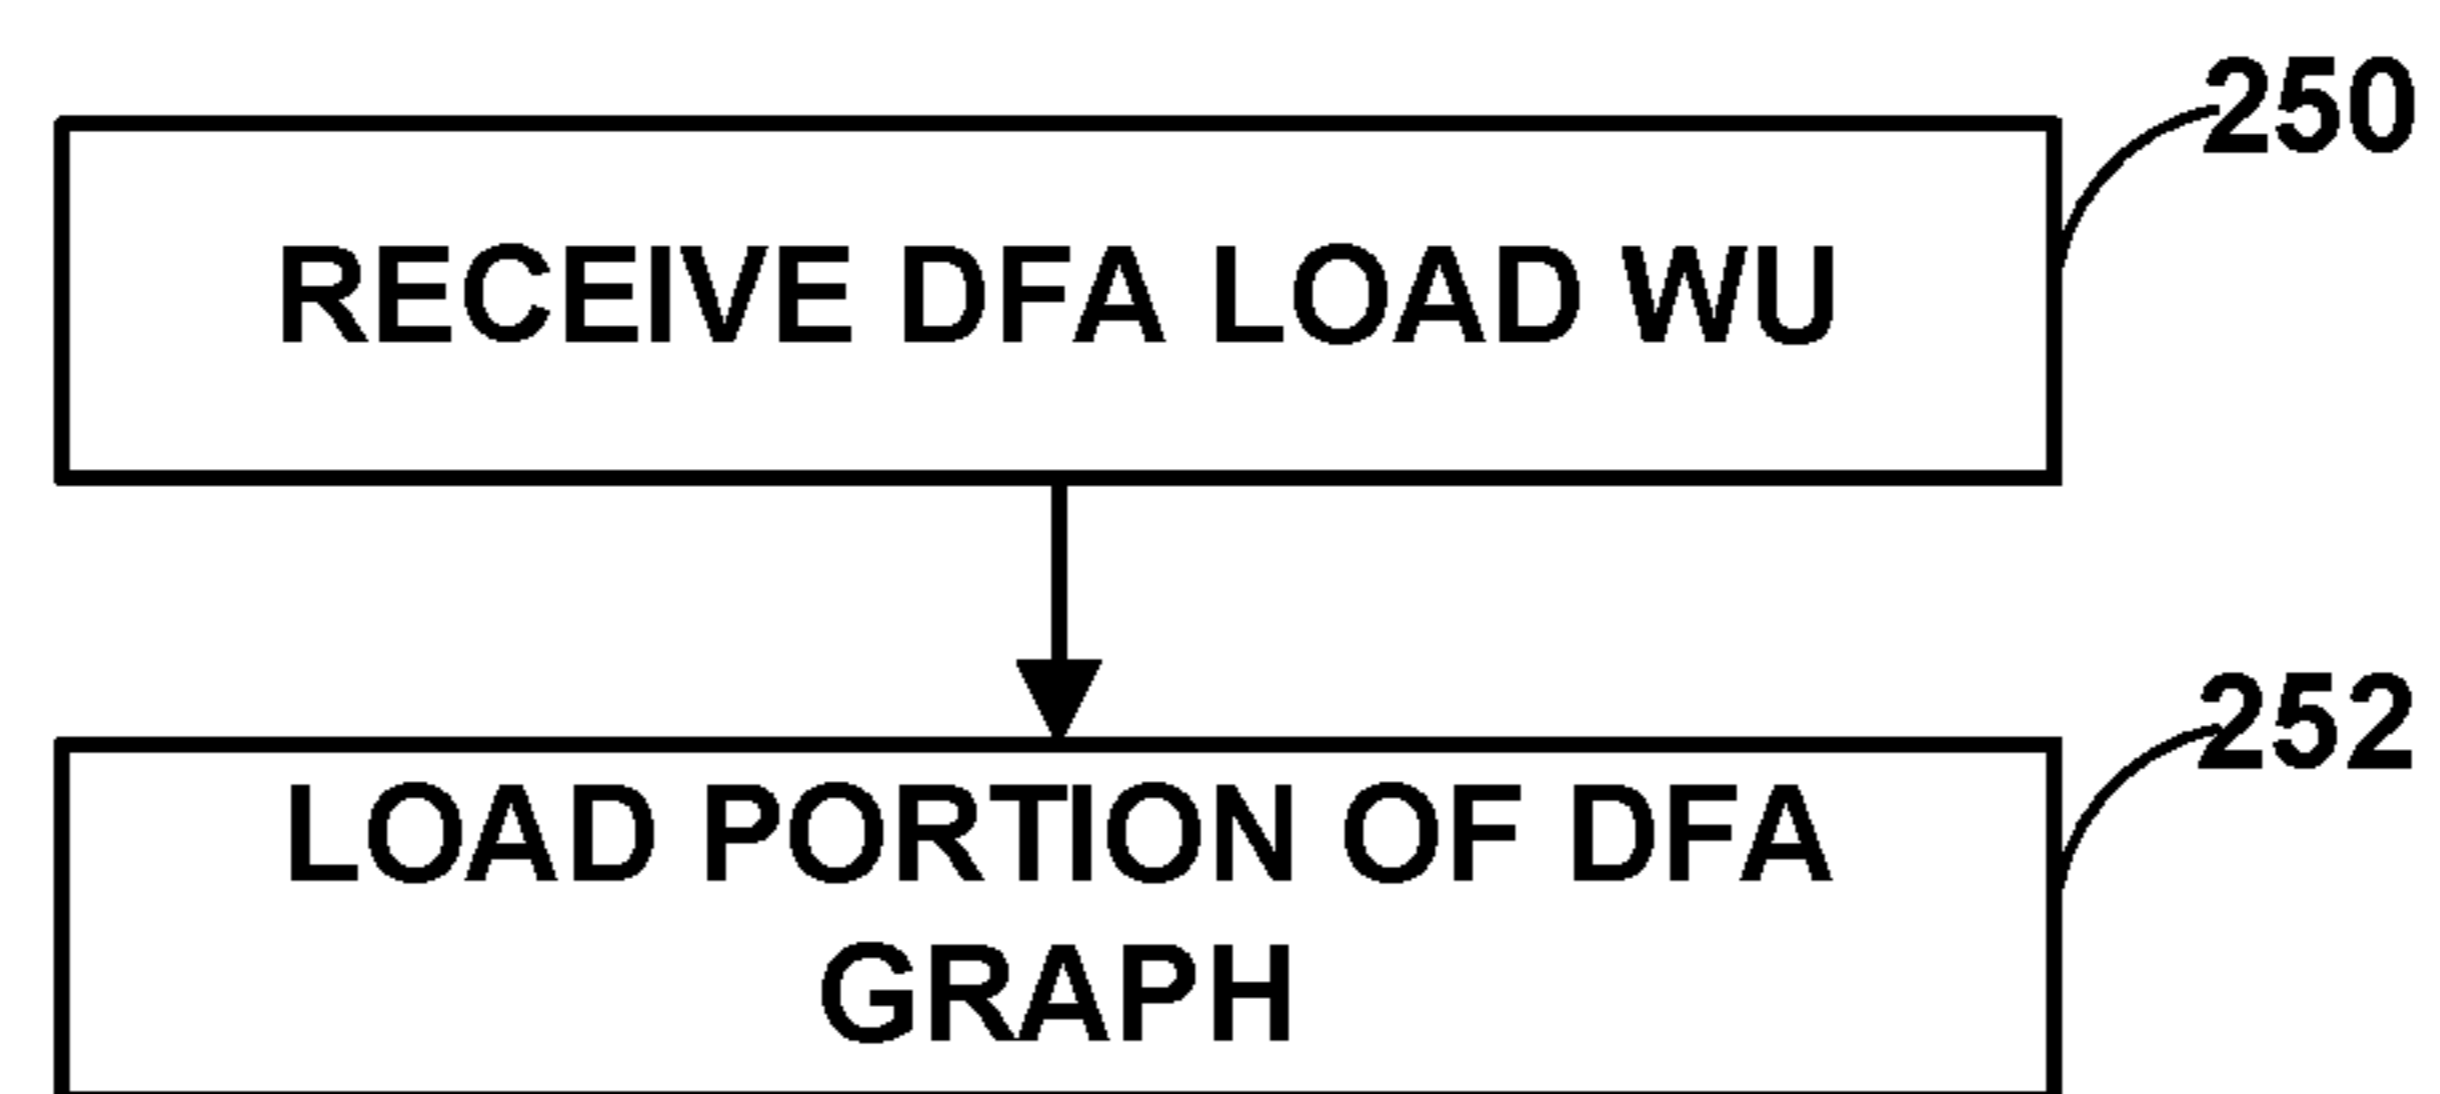 250
RECEIVE DFA LOAD WU
252
LOAD PORTION OF DFA
GRAPH